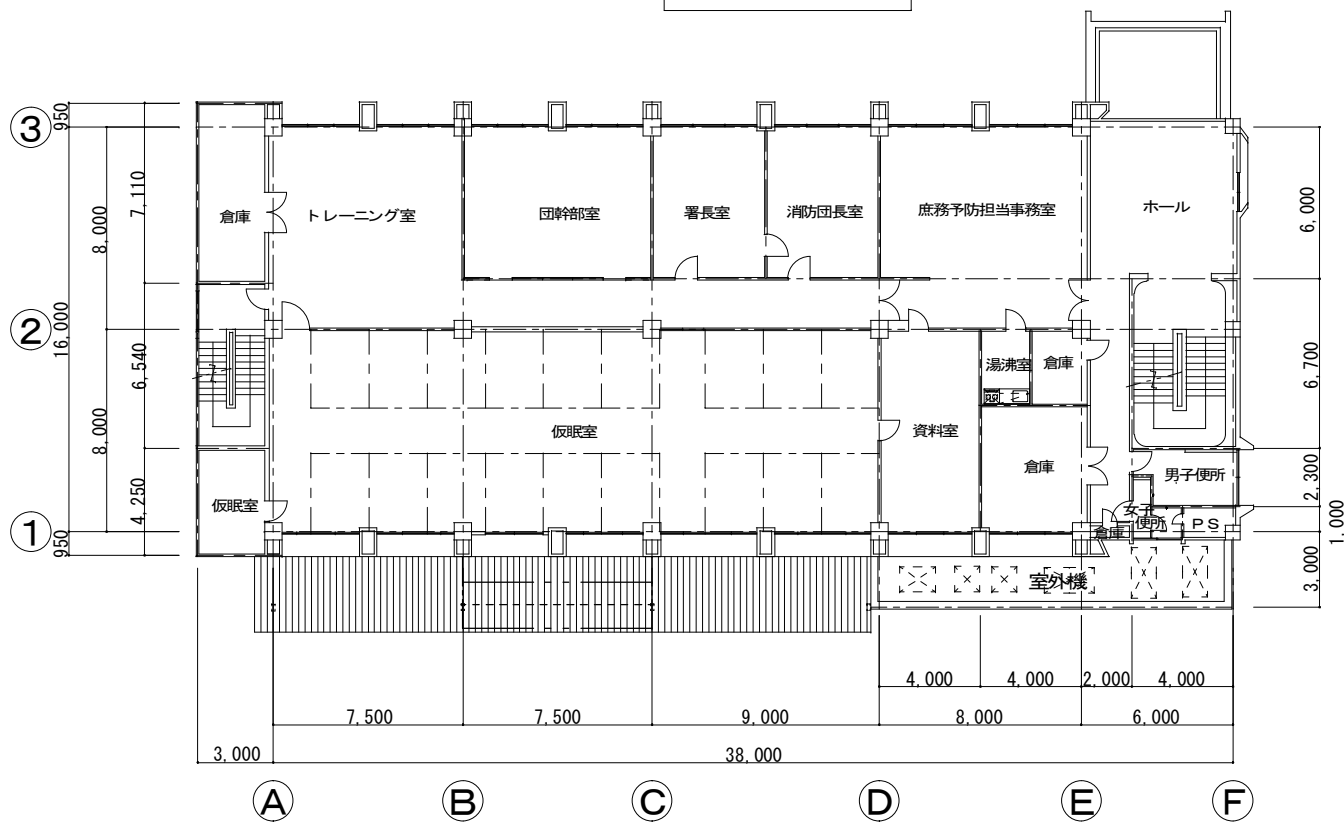 ③
②
①
950
7,110
8,000
16,000
6,540
8,000
4,250
950
倉庫
トレーニング室
団幹部室
署長室
消防団長室
庶務予防担当事務室
ホール
6,000
6,700
2,300
1,000
3,000
湯沸室
倉庫
仮眠室
資料室
倉庫
男子便所
仮眠室
女子
便所
PS
倉庫
室外機
4,000
4,000
2,000
4,000
7,500
7,500
9,000
8,000
6,000
3,000
38,000
Ⓐ
Ⓑ
Ⓒ
Ⓓ
Ⓔ
Ⓕ